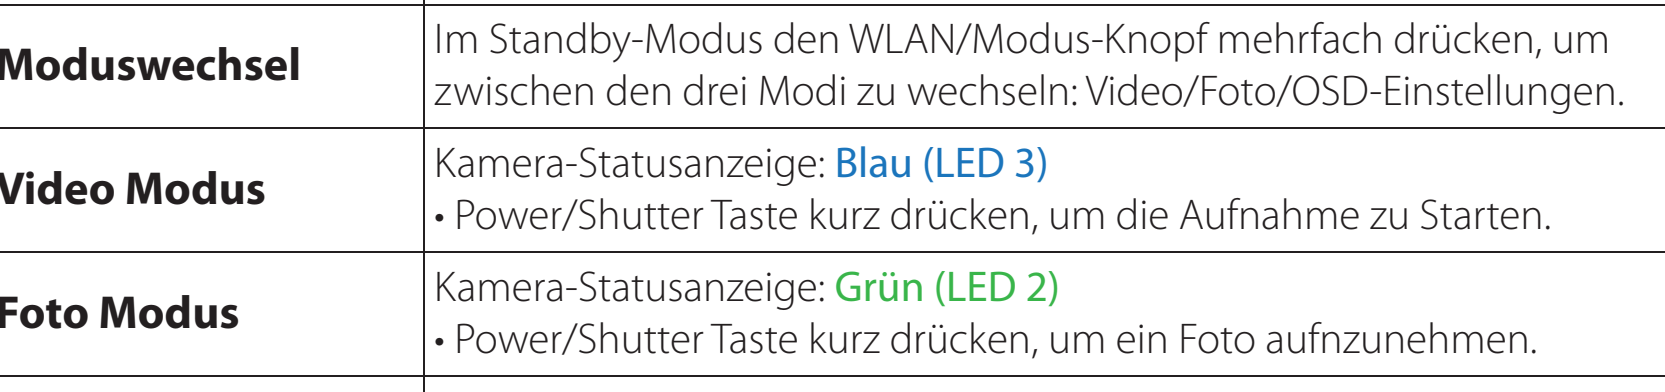 Moduswechsel
Im Standby-Modus den WLAN/Modus-Knopf mehrfach drücken, um
zwischen den drei Modi zu wechseln: Video/Foto/OSD-Einstellungen.
Video Modus
Kamera-Statusanzeige: Blau (LED 3)
• Power/Shutter Taste kurz drücken, um die Aufnahme zu Starten.
Foto Modus
Kamera-Statusanzeige: Grün (LED 2)
• Power/Shutter Taste kurz drücken, um ein Foto aufnzunehmen.